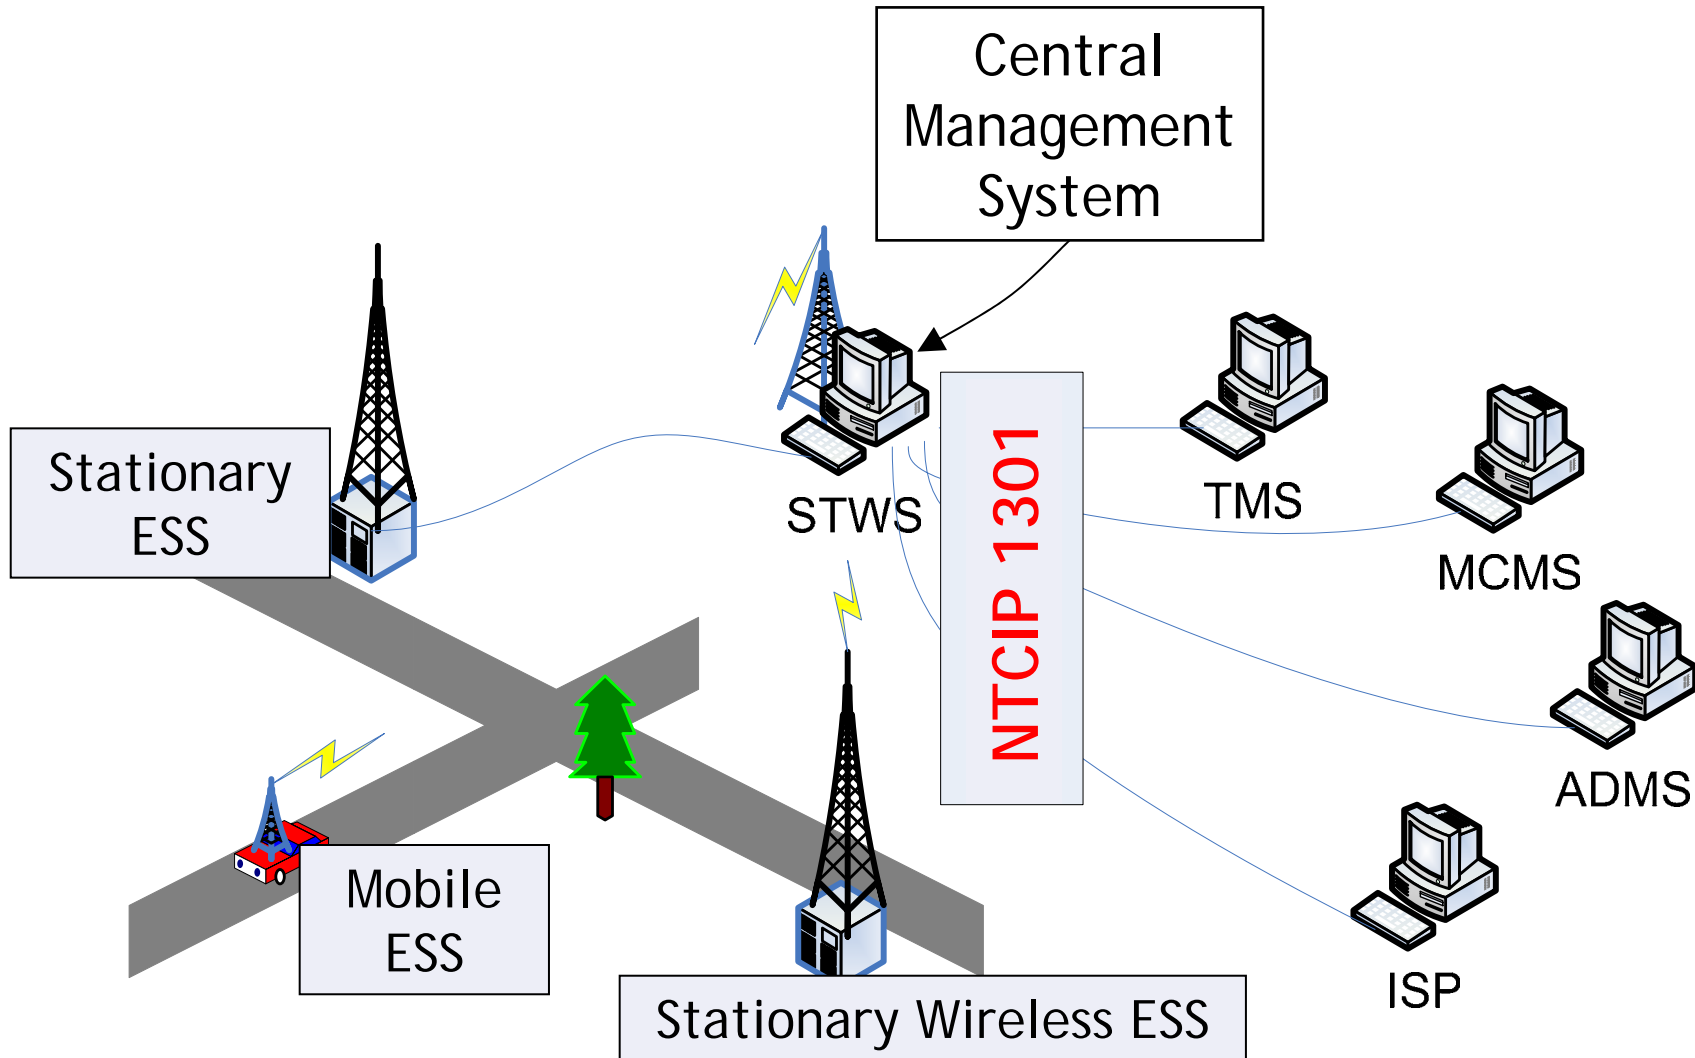 Central
Management
System
Stationary
ESS
STWS
NTCIP 1301
TMS
MCMS
ADMS
Mobile
ESS
ISP
Stationary Wireless ESS